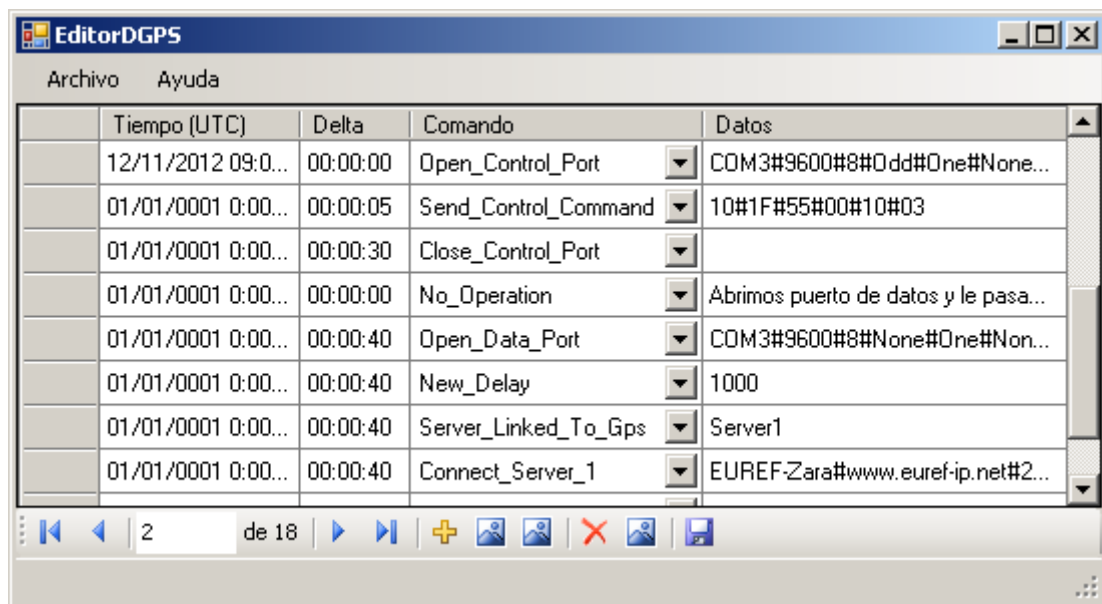 EditorDGPS
Archivo Ayuda
Tiempo (UTC) Delta Comando Datos
12/11/2012 09:0... 00:00:00 Open_Control_Port COM3#9600#8#Odd#One#None...
01/01/0001 0:00... 00:00:05 Send_Control_Command 10#1F#55#00#10#03
01/01/0001 0:00... 00:00:30 Close_Control_Port
01/01/0001 0:00... 00:00:00 No_Operation Abrimos puerto de datos y le pasa...
01/01/0001 0:00... 00:00:40 Open_Data_Port COM3#9600#8#None#One#Non...
01/01/0001 0:00... 00:00:40 New_Delay 1000
01/01/0001 0:00... 00:00:40 Server_Linked_To_Gps Server1
01/01/0001 0:00... 00:00:40 Connect_Server_1 EUREF-Zara#www.euref-ip.net#2...
2 de 18